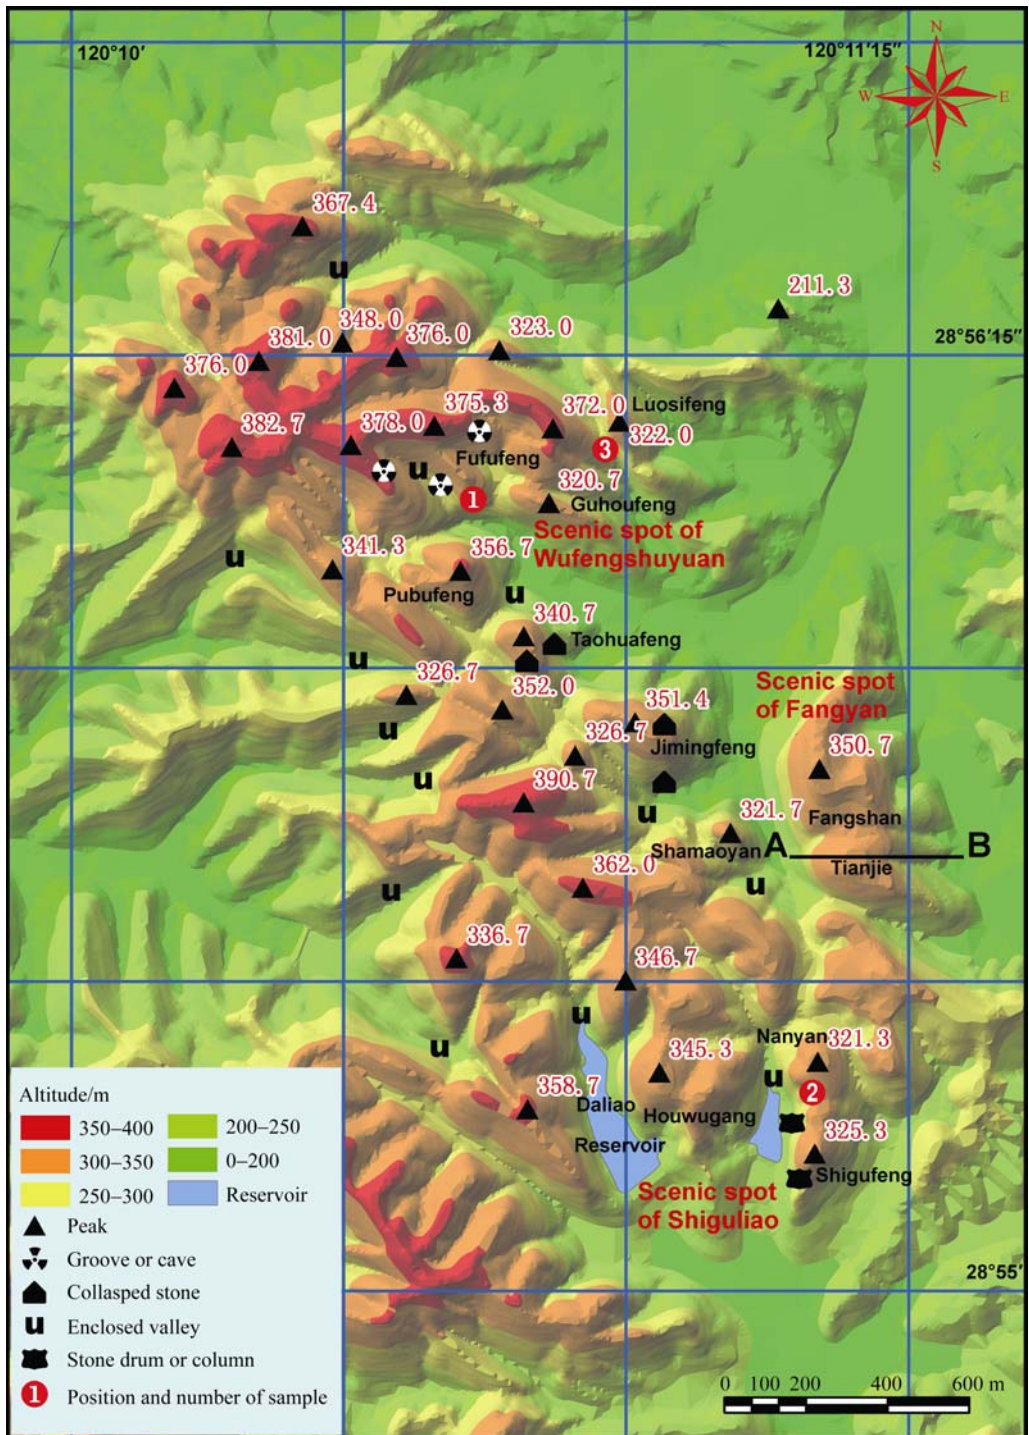 120°10′
120°11′15″
N
W
E
S
367.4
211.3
348.0
323.0
381.0
376.0
28°56′15″
376.0
375.3
372.0
Luosifeng
382.7
378.0
322.0
3
Fufufeng
u
320.7
1
Guhoufeng
Scenic spot of
Wufengshuyuan
341.3
356.7
Pubufeng
340.7
Taohuafeng
326.7
352.0
351.4
Scenic spot
of Fangyan
326.7
Jimingfeng
350.7
390.7
321.7
Fangshan
Shamaoyan
A
B
362.0
Tianjie
336.7
346.7
Nanyan
321.3
345.3
2
358.7
Daliao
Houwugang
Reservoir
325.3
Shigufeng
Scenic spot
of Shiguliao
28°55′
Altitude/m
350–400
200–250
300–350
0–200
250–300
Reservoir
Peak
Groove or cave
Collasped stone
u Enclosed valley
Stone drum or column
1 Position and number of sample
0 100 200 400 600 m